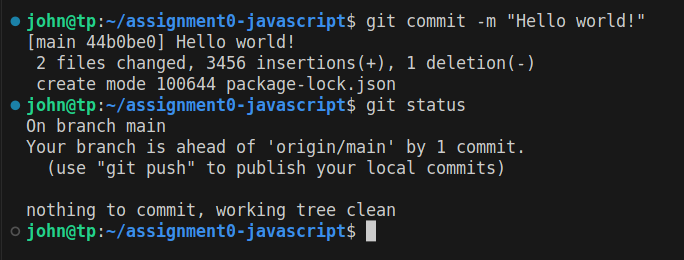 john@tp:~/assignment0-javascript$ git commit -m "Hello world!"
[main 44b0be0] Hello world!
 2 files changed, 3456 insertions(+), 1 deletion(-)
 create mode 100644 package-lock.json
john@tp:~/assignment0-javascript$ git status
On branch main
Your branch is ahead of 'origin/main' by 1 commit.
  (use "git push" to publish your local commits)

nothing to commit, working tree clean
john@tp:~/assignment0-javascript$